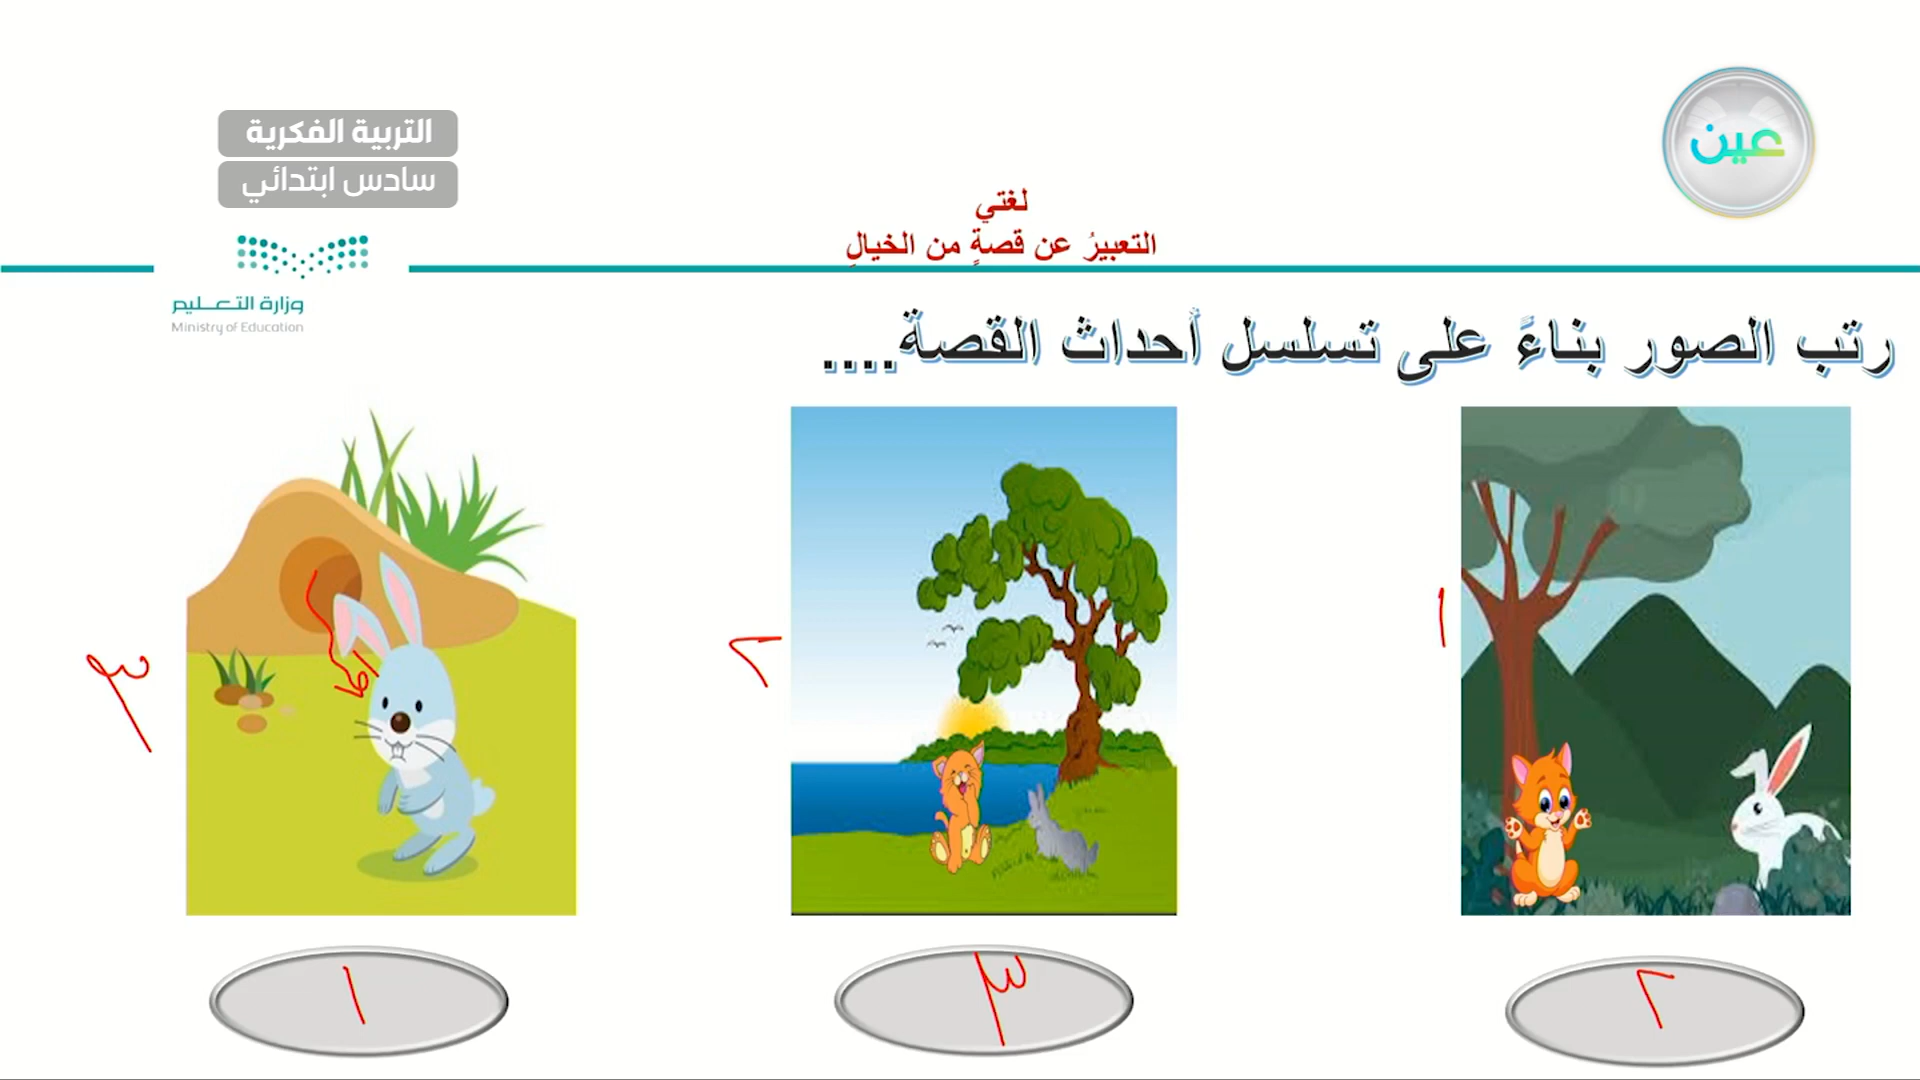 عين
التربية الفكرية
سادس ابتدائي
لغتي
التعبيرُ عن قصةٍ من الخيالِ
وزارة التعليم
Ministry of Education
رتب الصور بناءً على تسلسل أحداث القصة....
١
٢
٣
٢
٣
١